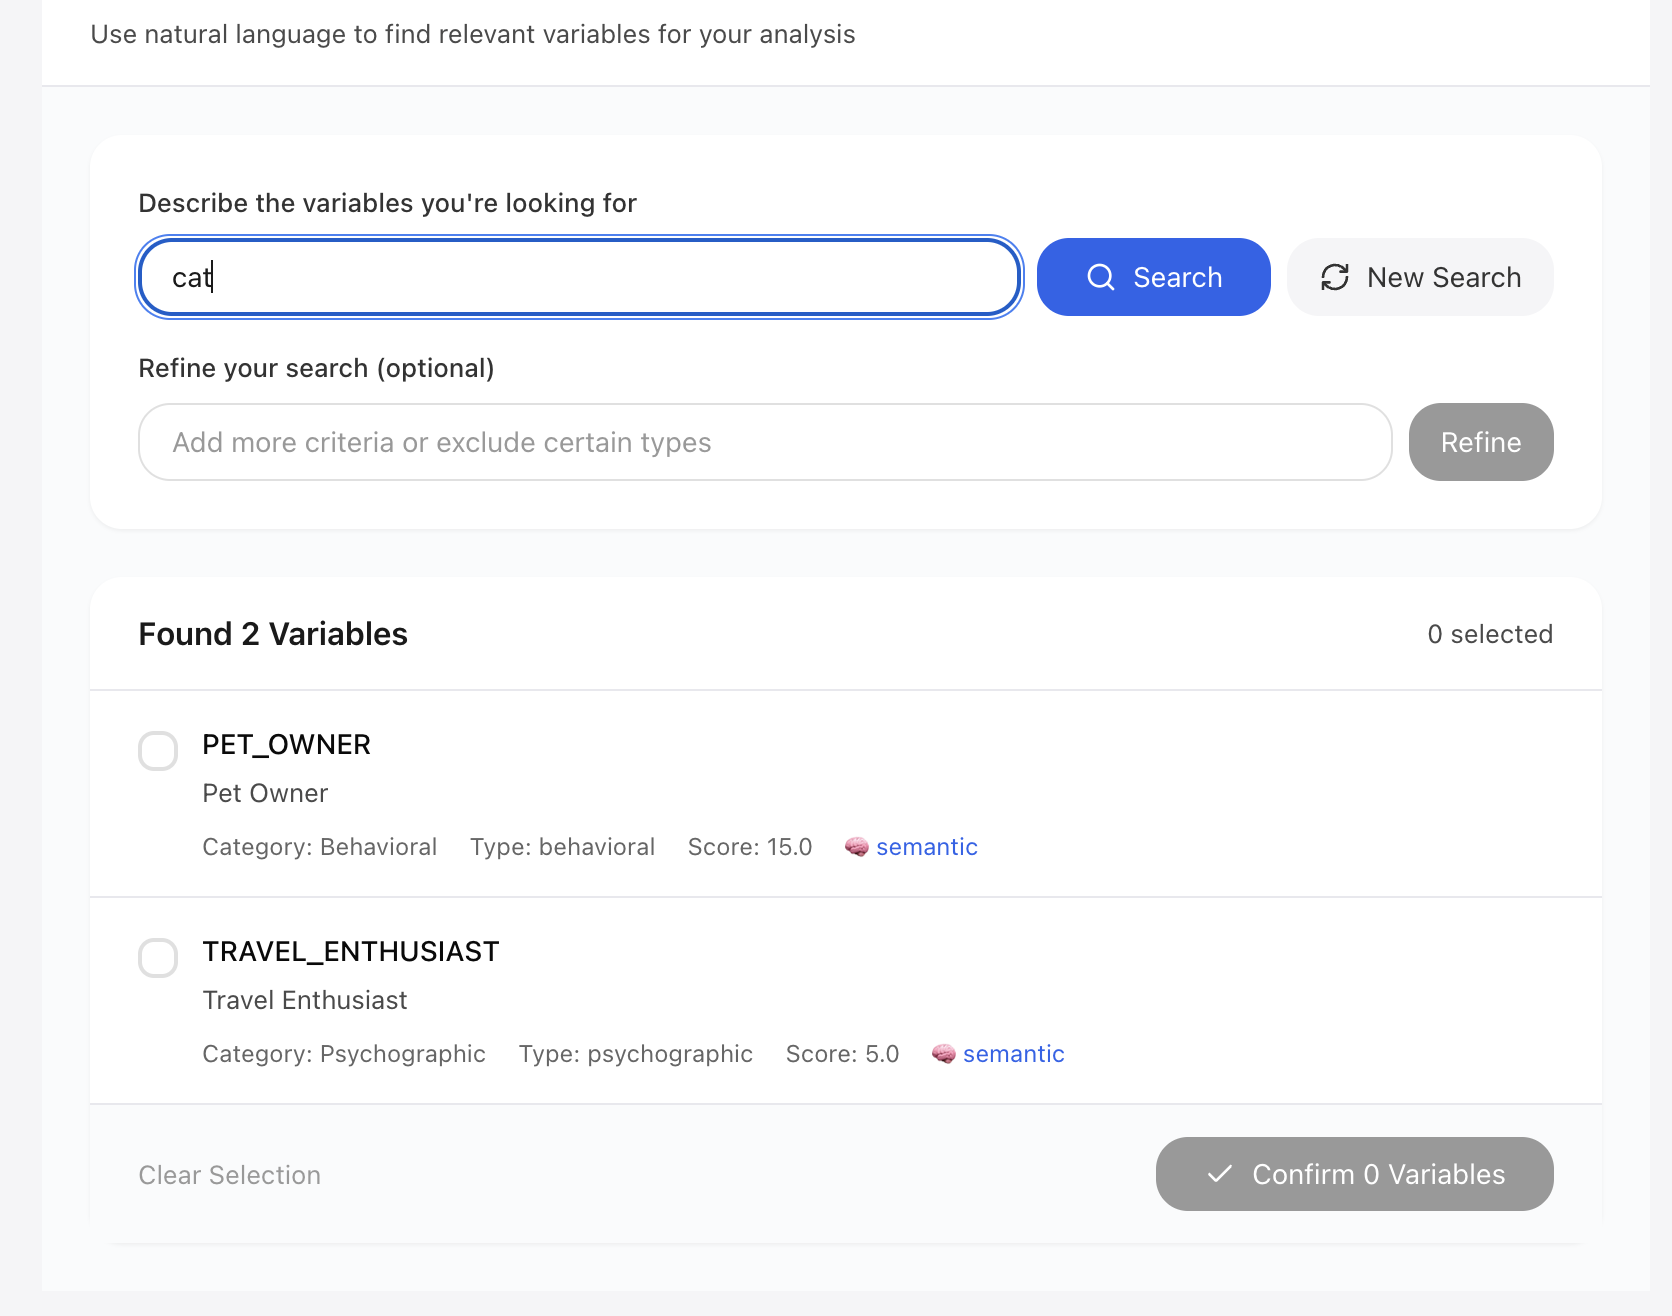 Use natural language to find relevant variables for your analysis
Describe the variables you're looking for
cat
Search
New Search
Refine your search (optional)
Add more criteria or exclude certain types
Refine
Found 2 Variables
0 selected
PET_OWNER
Pet Owner
Category: Behavioral Type: behavioral Score: 15.0 🧠 semantic
TRAVEL_ENTHUSIAST
Travel Enthusiast
Category: Psychographic Type: psychographic Score: 5.0 🧠 semantic
Clear Selection
Confirm 0 Variables